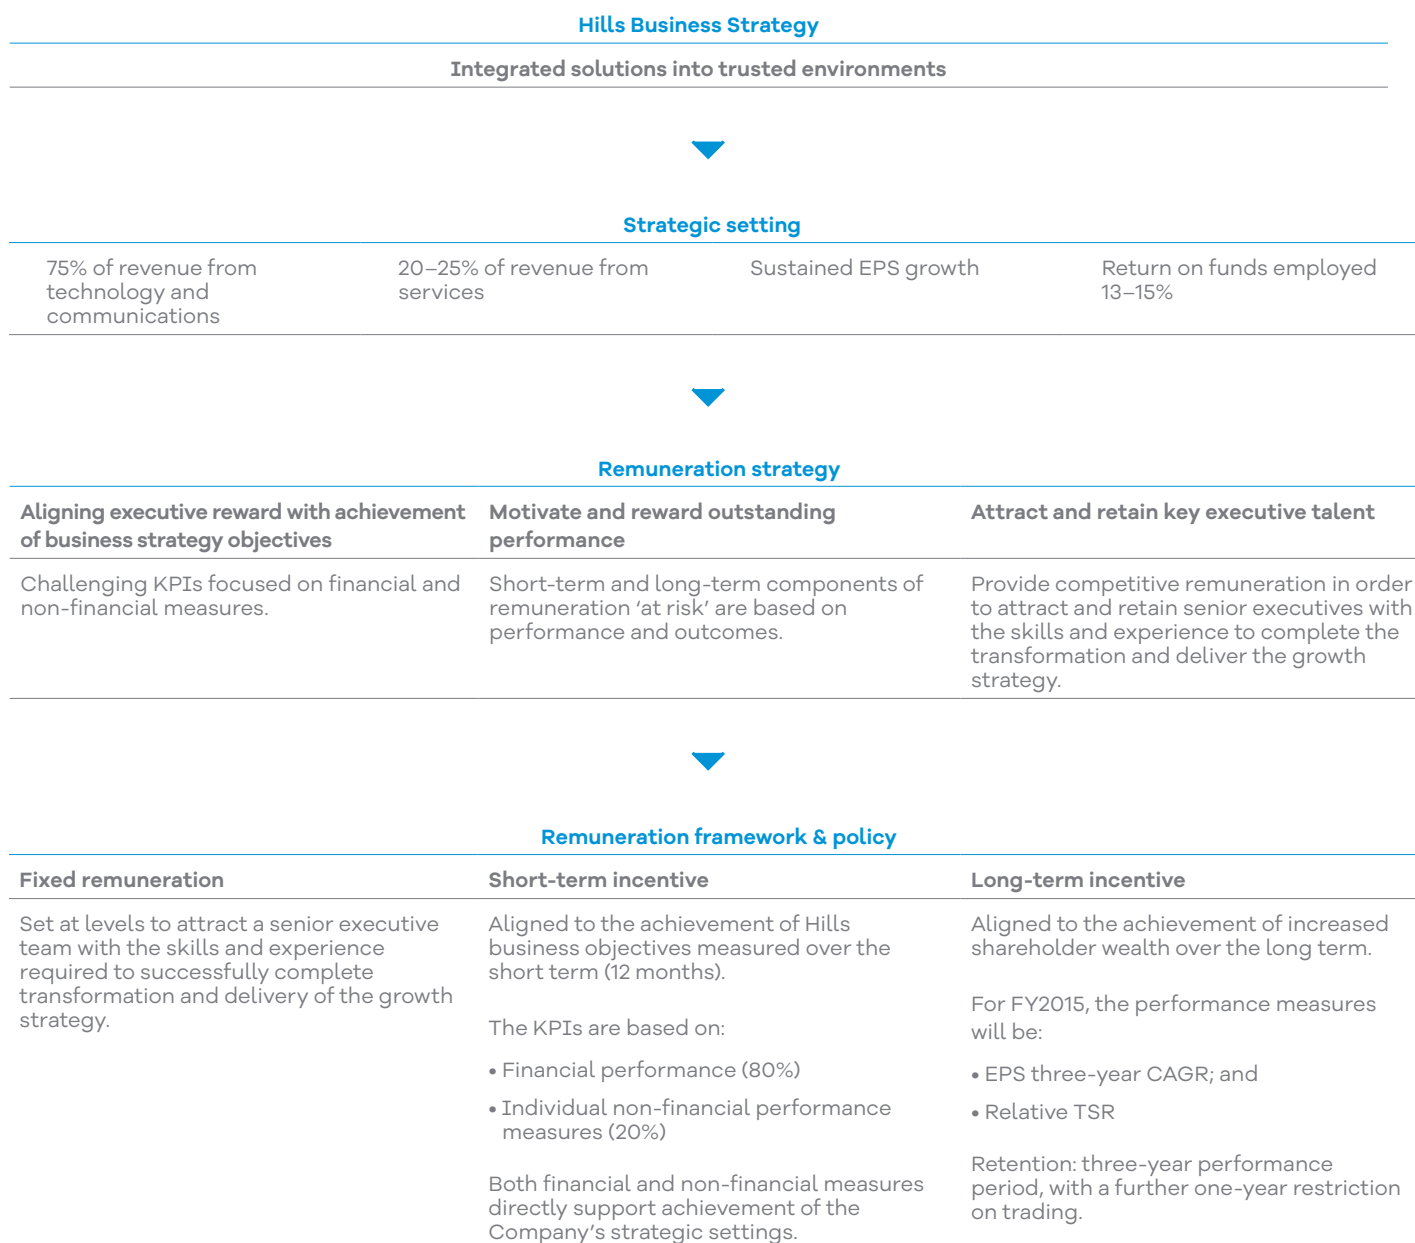 Hills Business Strategy
Integrated solutions into trusted environments
Strategic setting
75% of revenue from
technology and
communications
20–25% of revenue from
services
Sustained EPS growth
Return on funds employed
13–15%
Remuneration strategy
Aligning executive reward with achievement
of business strategy objectives
Motivate and reward outstanding
performance
Attract and retain key executive talent
Challenging KPIs focused on financial and
non-financial measures.
Short-term and long-term components of
remuneration ‘at risk’ are based on
performance and outcomes.
Provide competitive remuneration in order
to attract and retain senior executives with
the skills and experience to complete the
transformation and deliver the growth
strategy.
Remuneration framework & policy
Fixed remuneration
Short-term incentive
Long-term incentive
Set at levels to attract a senior executive
team with the skills and experience
required to successfully complete
transformation and delivery of the growth
strategy.
Aligned to the achievement of Hills
business objectives measured over the
short term (12 months).
The KPIs are based on:
• Financial performance (80%)
• Individual non-financial performance
measures (20%)
Both financial and non-financial measures
directly support achievement of the
Company’s strategic settings.
Aligned to the achievement of increased
shareholder wealth over the long term.
For FY2015, the performance measures
will be:
• EPS three-year CAGR; and
• Relative TSR
Retention: three-year performance
period, with a further one-year restriction
on trading.